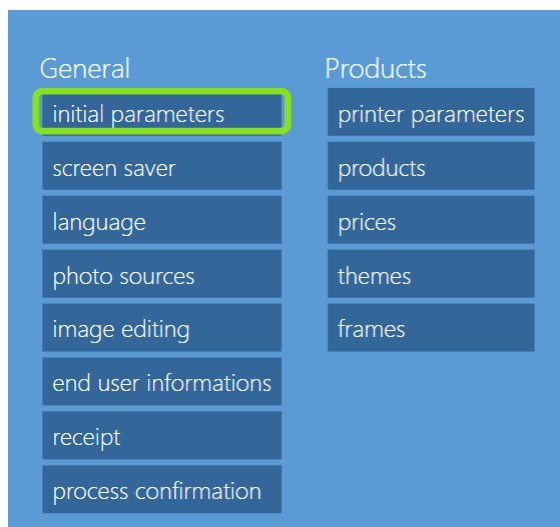 General
initial parameters
screen saver
language
photo sources
image editing
end user informations
receipt
process confirmation
Products
printer parameters
products
prices
themes
frames